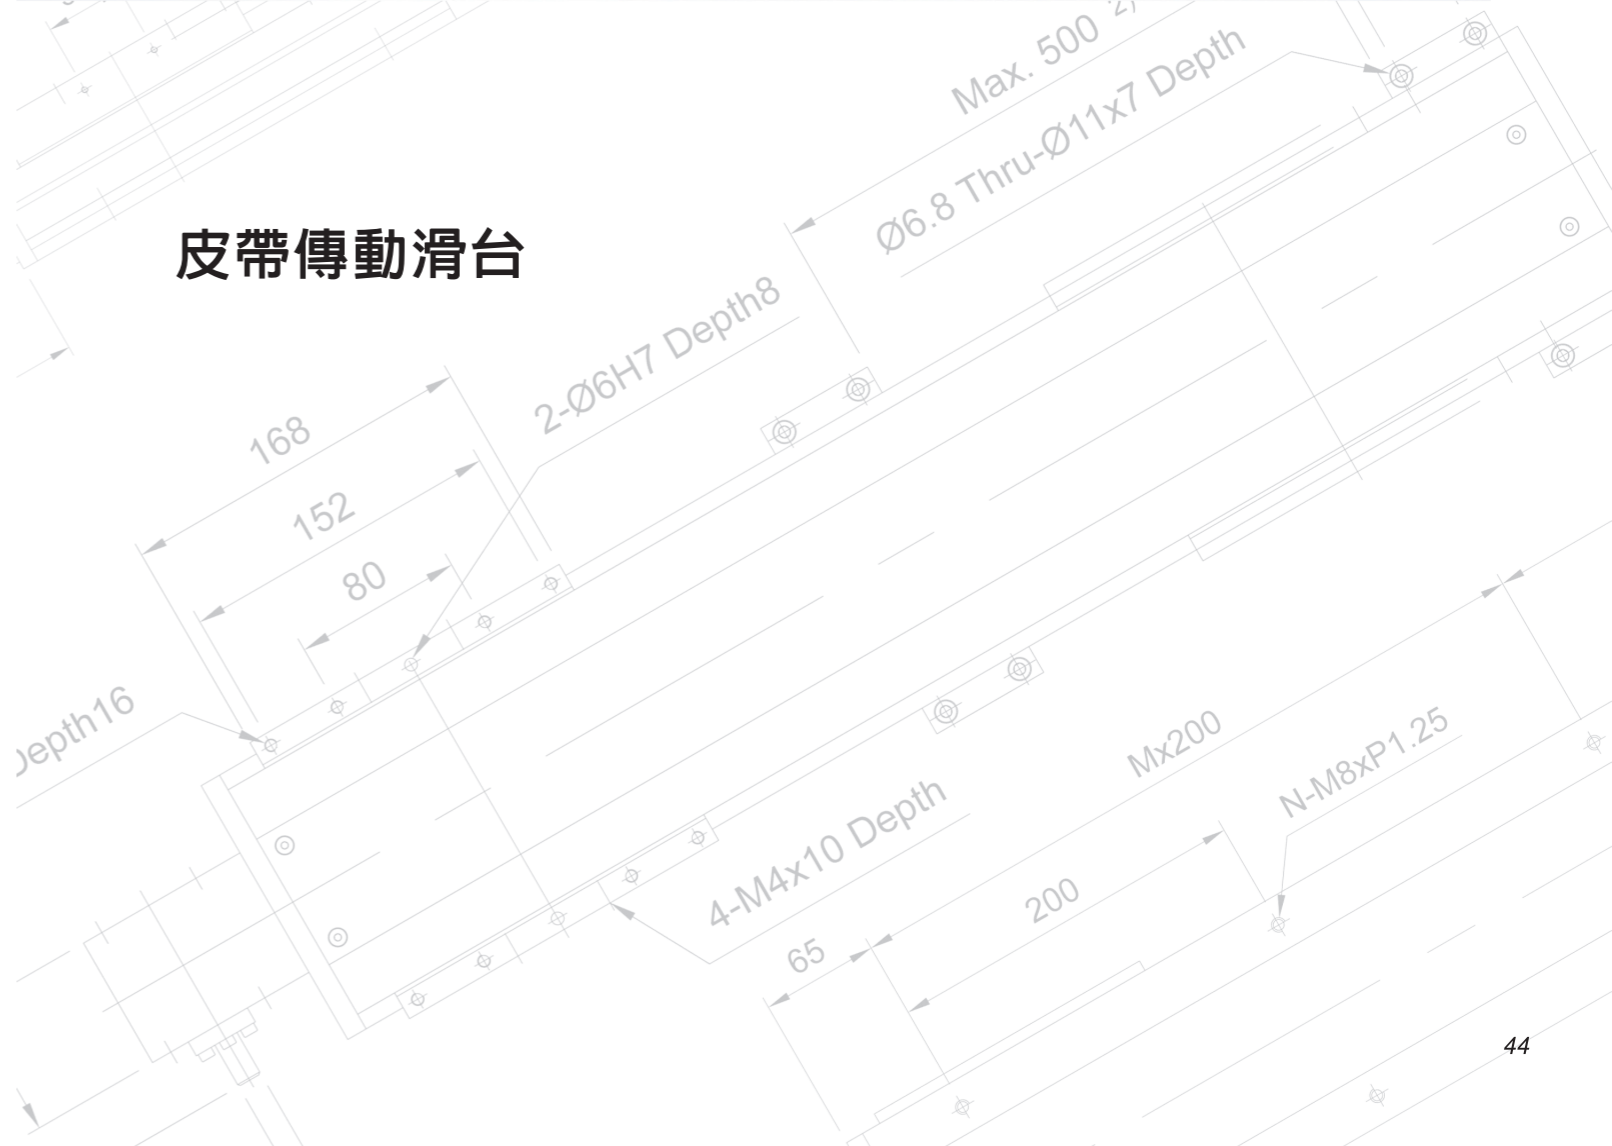 Max. 500
Ø6.8 Thru-Ø11x7 Depth
皮帶傳動滑台
2-Ø6H7 Depth8
168
152
80
Depth16
Mx200
N-M8xP1.25
4-M4x10 Depth
200
65
44